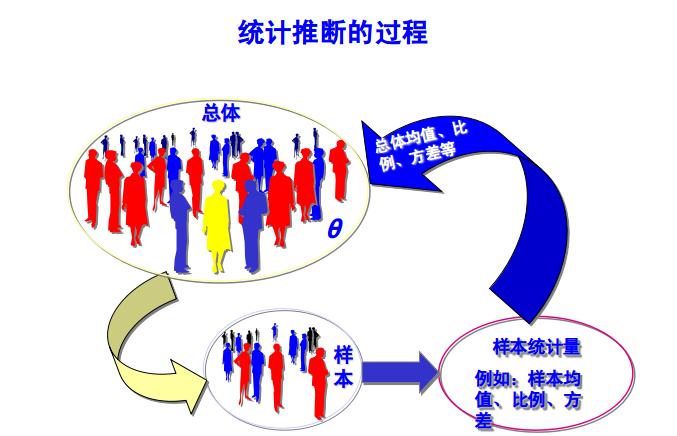 统计推断的过程
总体
总体均值、比
例、方差等
θ
样
本
样本统计量
例如：样本均
值、比例、方
差